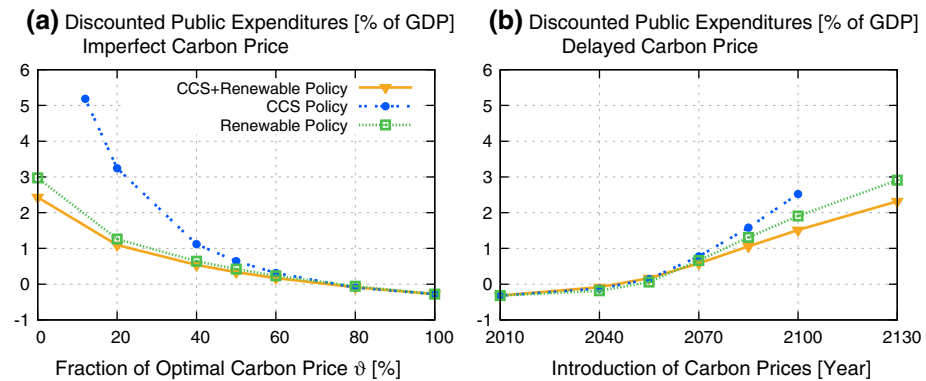 (a) Discounted Public Expenditures [% of GDP]
Imperfect Carbon Price
6
5
4
3
2
1
0
-1
CCS+Renewable Policy
CCS Policy
Renewable Policy
0 20 40 60 80 100
Fraction of Optimal Carbon Price ϑ [%]
(b) Discounted Public Expenditures [% of GDP]
Delayed Carbon Price
6
5
4
3
2
1
0
-1
2010 2040 2070 2100 2130
Introduction of Carbon Prices [Year]